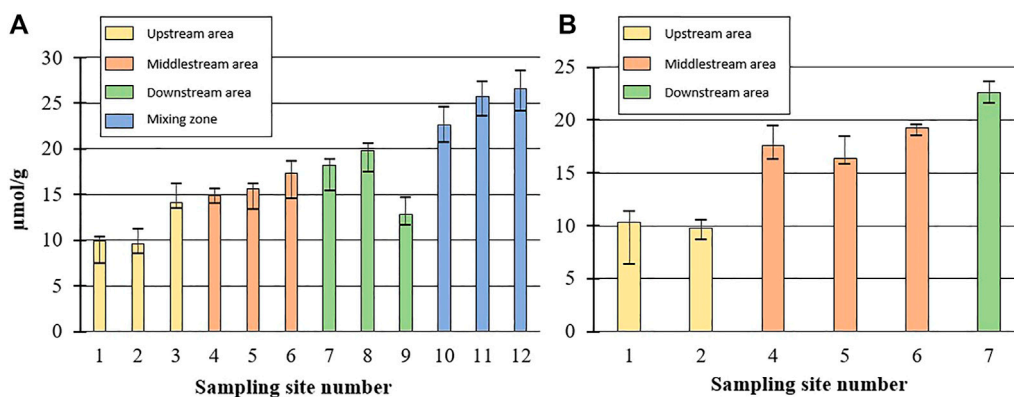 A
Upstream area
Middlestream area
Downstream area
Mixing zone
30
25
20
15
10
5
0
µmol/g
1 2 3 4 5 6 7 8 9 10 11 12
Sampling site number
B
Upstream area
Middlestream area
Downstream area
25
20
15
10
5
0
1 2 4 5 6 7
Sampling site number